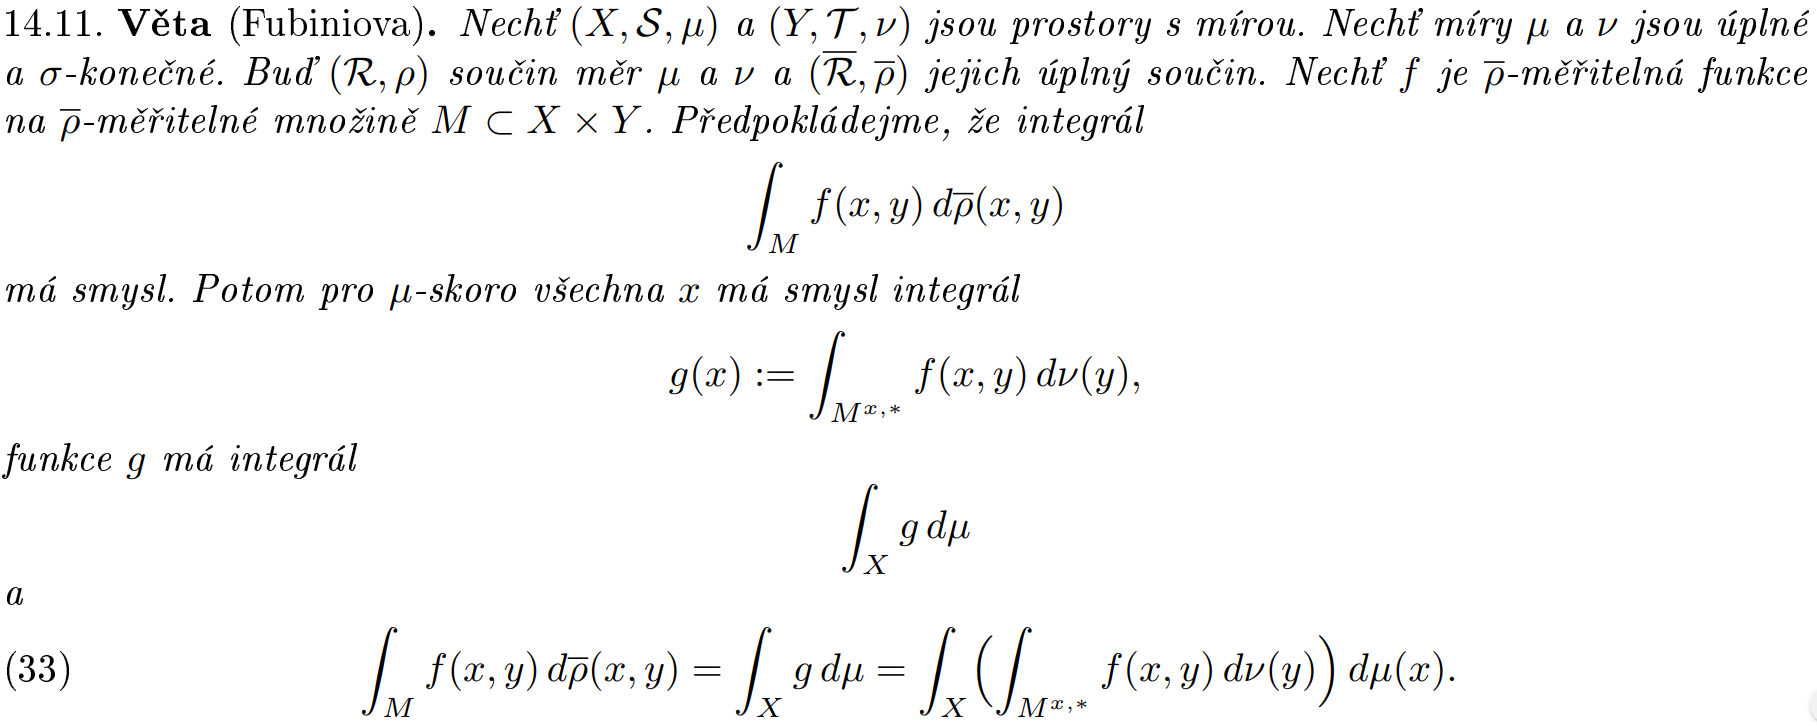 14.11. Věta (Fubiniova). Nechť (X, 𝒮, μ) a (Y, 𝒯, ν) jsou prostory s mírou. Nechť míry μ a ν jsou úplné
a σ-konečné. Buď (ℛ, ρ) součin měr μ a ν a (ℛ̅, ρ̅) jejich úplný součin. Nechť f je ρ̅-měřitelná funkce
na ρ̅-měřitelné množině M ⊂ X × Y. Předpokládejme, že integrál
∫_M f(x, y) dρ̅(x, y)
má smysl. Potom pro μ-skoro všechna x má smysl integrál
g(x) := ∫_{M^{x,*}} f(x, y) dν(y),
funkce g má integrál
∫_X g dμ
a
(33) ∫_M f(x, y) dρ̅(x, y) = ∫_X g dμ = ∫_X (∫_{M^{x,*}} f(x, y) dν(y)) dμ(x).